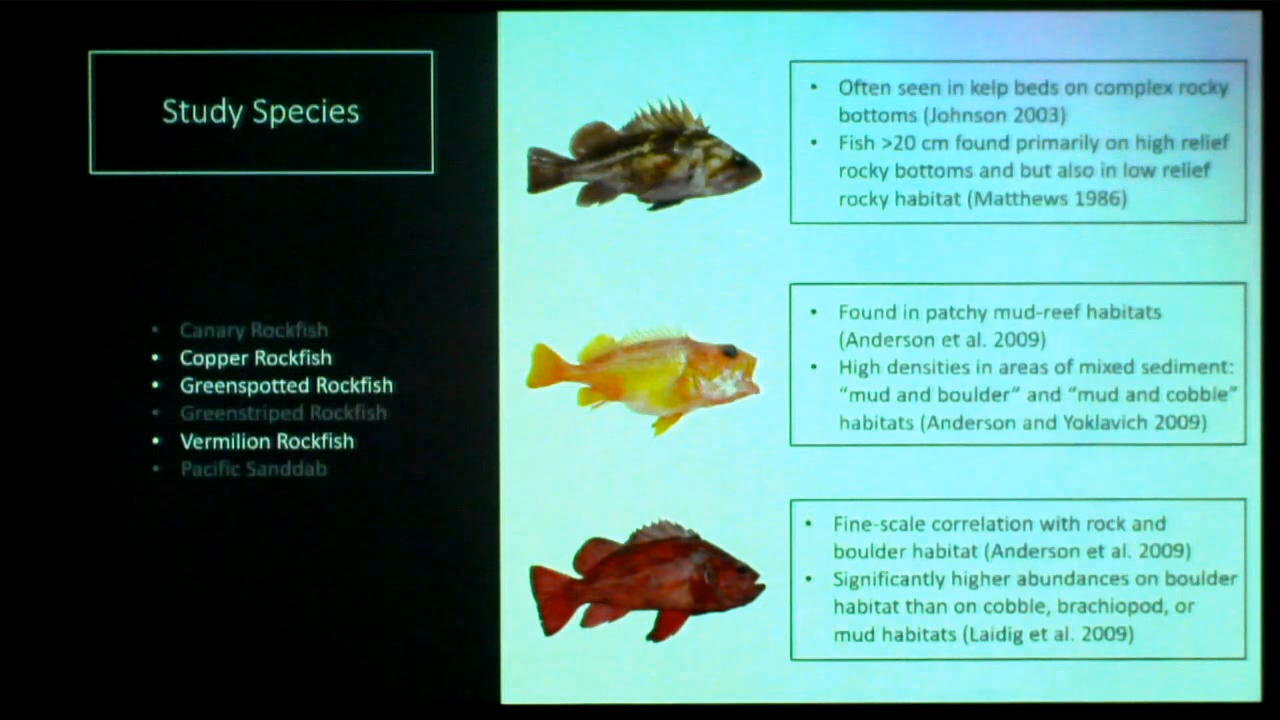 Study Species
• Canary Rockfish
• Copper Rockfish
• Greenspotted Rockfish
• Greenstriped Rockfish
• Vermilion Rockfish
• Pacific Sanddab
• Often seen in kelp beds on complex rocky
bottoms (Johnson 2003)
• Fish >20 cm found primarily on high relief
rocky bottoms and but also in low relief
rocky habitat (Matthews 1986)
• Found in patchy mud-reef habitats
(Anderson et al. 2009)
• High densities in areas of mixed sediment:
“mud and boulder” and “mud and cobble”
habitats (Anderson and Yoklavich 2009)
• Fine-scale correlation with rock and
boulder habitat (Anderson et al. 2009)
• Significantly higher abundances on boulder
habitat than on cobble, brachiopod, or
mud habitats (Laidig et al. 2009)